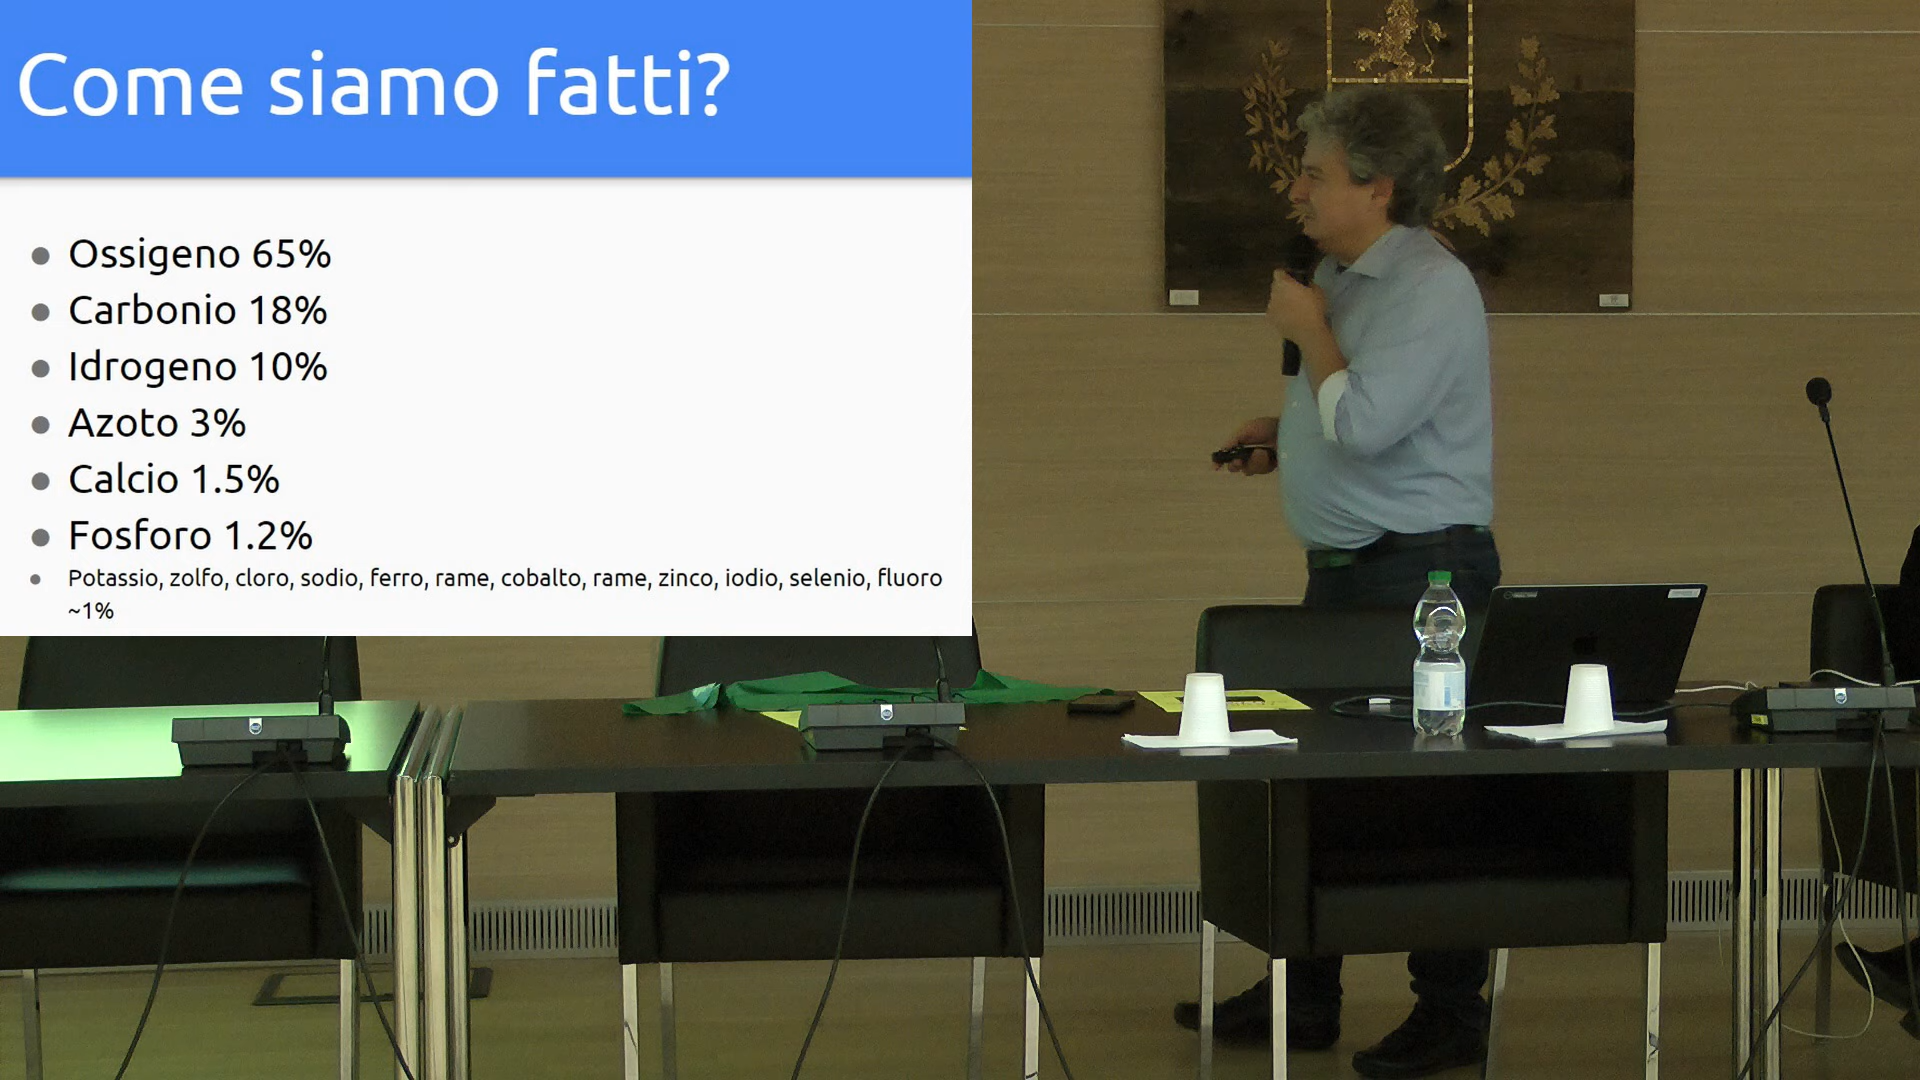 Come siamo fatti?
Ossigeno 65%
Carbonio 18%
Idrogeno 10%
Azoto 3%
Calcio 1.5%
Fosforo 1.2%
Potassio, zolfo, cloro, sodio, ferro, rame, cobalto, rame, zinco, iodio, selenio, fluoro
~1%